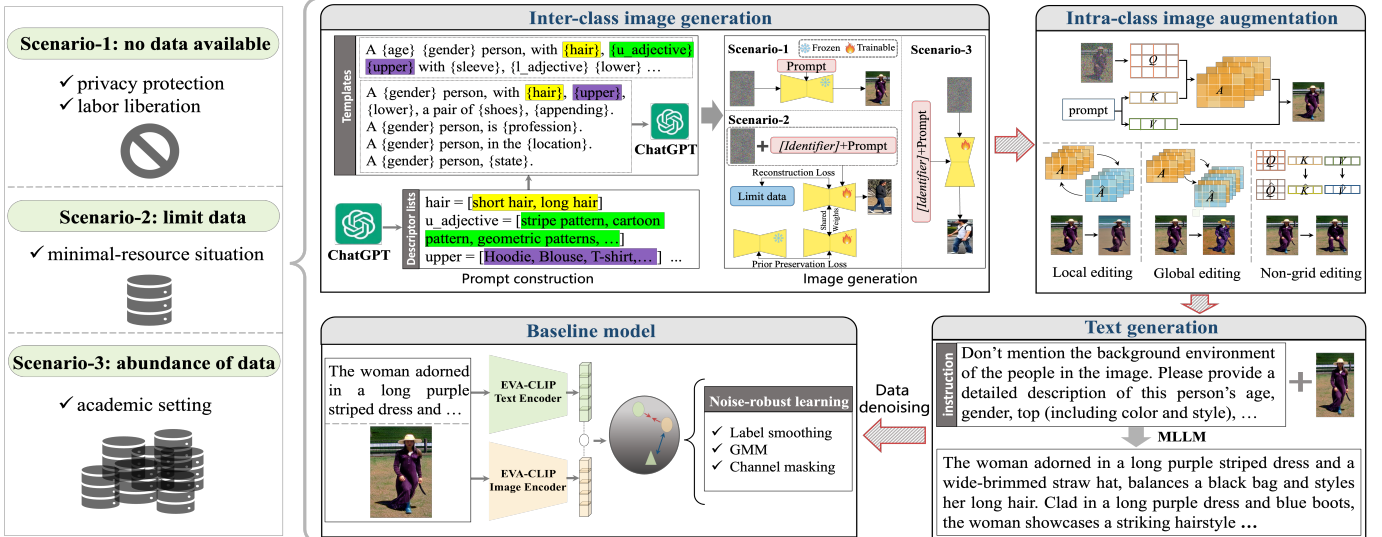 Scenario-1: no data available
✓ privacy protection
✓ labor liberation
Scenario-2: limit data
✓ minimal-resource situation
Scenario-3: abundance of data
✓ academic setting
Inter-class image generation
Templates
A {age} {gender} person, with {hair}, {u_adjective}
{upper} with {sleeve}, {l_adjective} {lower} …
A {gender} person, with {hair}, {upper},
{lower}, a pair of {shoes}, {appending}.
A {gender} person, is {profession}.
A {gender} person, in the {location}.
A {gender} person, {state}.
ChatGPT
ChatGPT
Descriptor lists
hair = [short hair, long hair]
u_adjective = [stripe pattern, cartoon
pattern, geometric patterns, …]
upper = [Hoodie, Blouse, T-shirt,…] ...
Prompt construction
Scenario-1
Frozen
Trainable
Prompt
Scenario-2
+
[Identifier]+Prompt
Reconstruction Loss
Limit data
Shared
Weights
Prior Preservation Loss
Scenario-3
[Identifier]+Prompt
Image generation
Intra-class image augmentation
Q
prompt
K
V
A
A
A
A
A
Q K V
Q K V
Local editing
Global editing
Non-grid editing
Text generation
instruction
Don't mention the background environment
of the people in the image. Please provide a
detailed description of this person's age,
gender, top (including color and style), …
+
MLLM
The woman adorned in a long purple striped dress and a
wide-brimmed straw hat, balances a black bag and styles
her long hair. Clad in a long purple dress and blue boots,
the woman showcases a striking hairstyle …
Data
denoising
Baseline model
The woman adorned
in a long purple
striped dress and …
EVA-CLIP
Text Encoder
EVA-CLIP
Image Encoder
Noise-robust learning
✓ Label smoothing
✓ GMM
✓ Channel masking